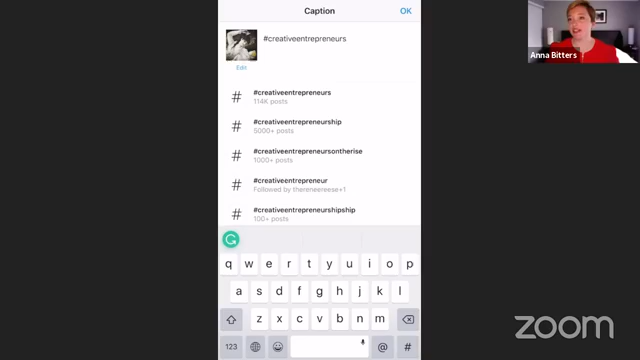 Caption
OK
#creativeentrepreneurs
Edit
#creativeentrepreneurs
114K posts
#creativeentrepreneurship
5000+ posts
#creativeentrepreneursontherise
1000+ posts
#creativeentrepreneur
Followed by thereneereese+1
#creativeentrepreneurshipship
100+ posts
q w e r t y u i o p
a s d f g h j k l
z x c v b n m
123 @ #
Anna Bitters
zoom